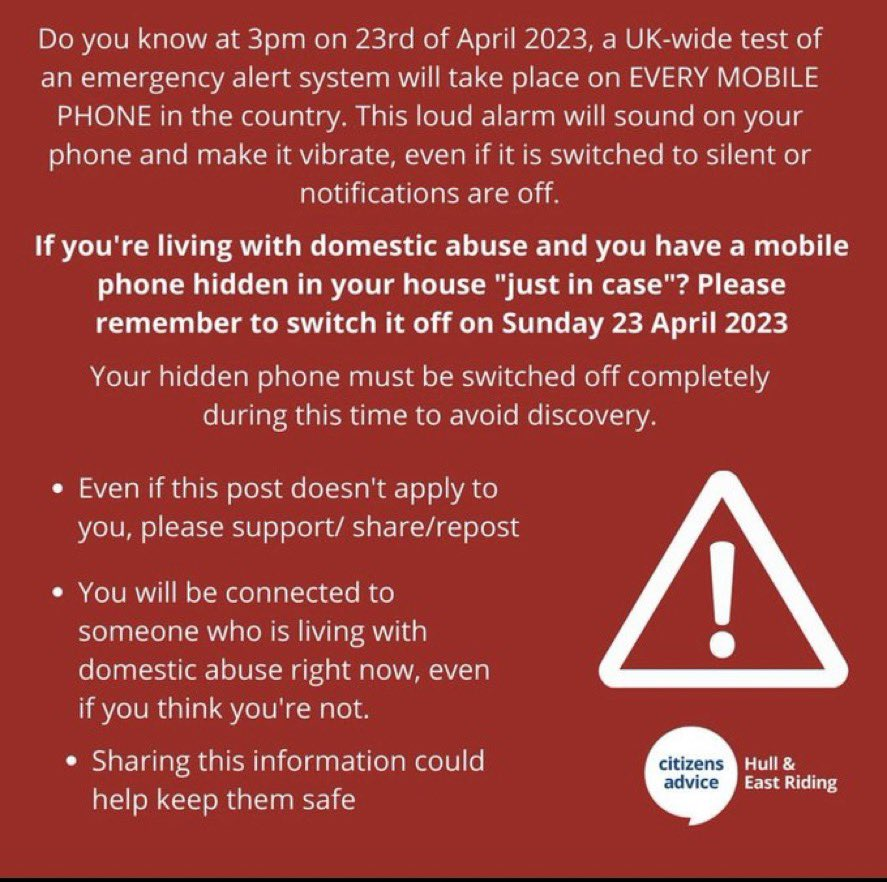 Do you know at 3pm on 23rd of April 2023, a UK-wide test of
an emergency alert system will take place on EVERY MOBILE
PHONE in the country. This loud alarm will sound on your
phone and make it vibrate, even if it is switched to silent or
notifications are off.
If you're living with domestic abuse and you have a mobile
phone hidden in your house "just in case"? Please
remember to switch it off on Sunday 23 April 2023
Your hidden phone must be switched off completely
during this time to avoid discovery.
• Even if this post doesn't apply to
you, please support/ share/repost
• You will be connected to
someone who is living with
domestic abuse right now, even
if you think you're not.
• Sharing this information could
help keep them safe
citizens
advice
Hull &
East Riding